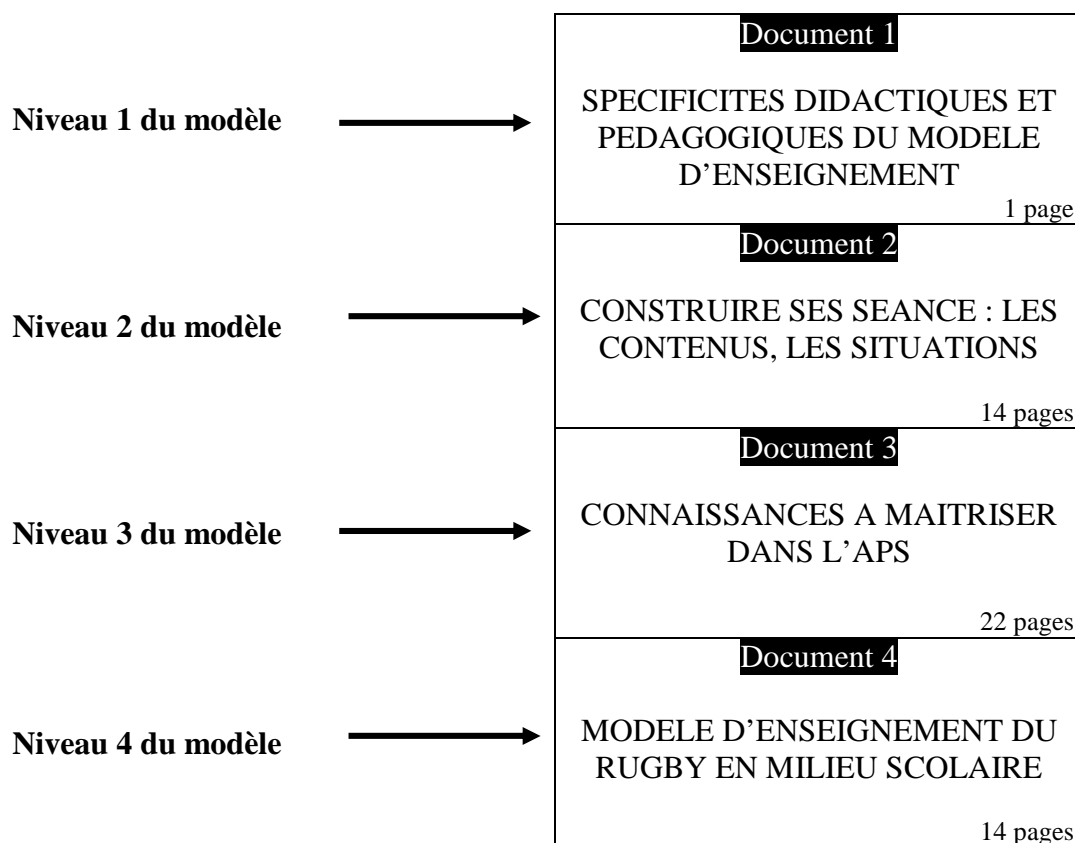 Document 1
Niveau 1 du modèle
SPECIFICITES DIDACTIQUES ET
PEDAGOGIQUES DU MODELE
D'ENSEIGNEMENT
1 page
Document 2
Niveau 2 du modèle
CONSTRUIRE SES SEANCE : LES
CONTENUS, LES SITUATIONS
14 pages
Document 3
Niveau 3 du modèle
CONNAISSANCES A MAITRISER
DANS L'APS
22 pages
Document 4
Niveau 4 du modèle
MODELE D'ENSEIGNEMENT DU
RUGBY EN MILIEU SCOLAIRE
14 pages